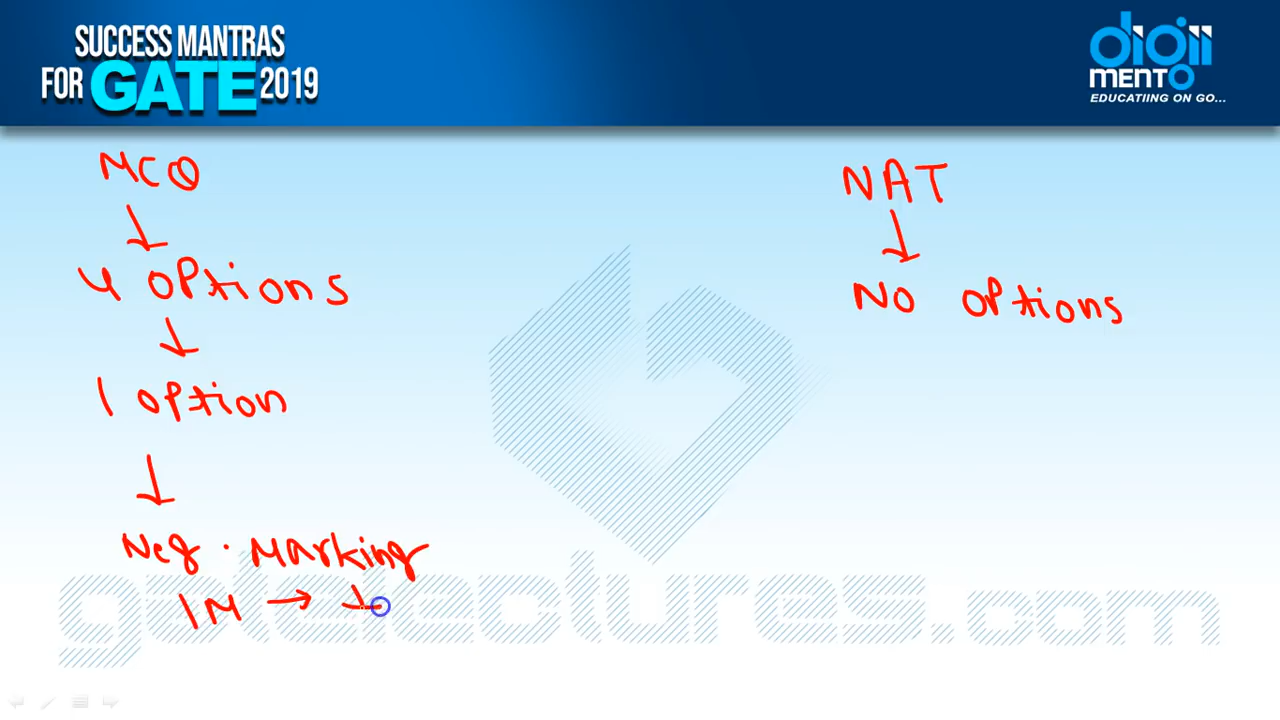 SUCCESS MANTRAS
FOR GATE 2019
digii
MENTO
EDUCATIING ON GO...
MCQ
4 OPtions
1 OPtion
Neg. Marking
1M → 1
NAT
NO OPtions
gatelectures.com